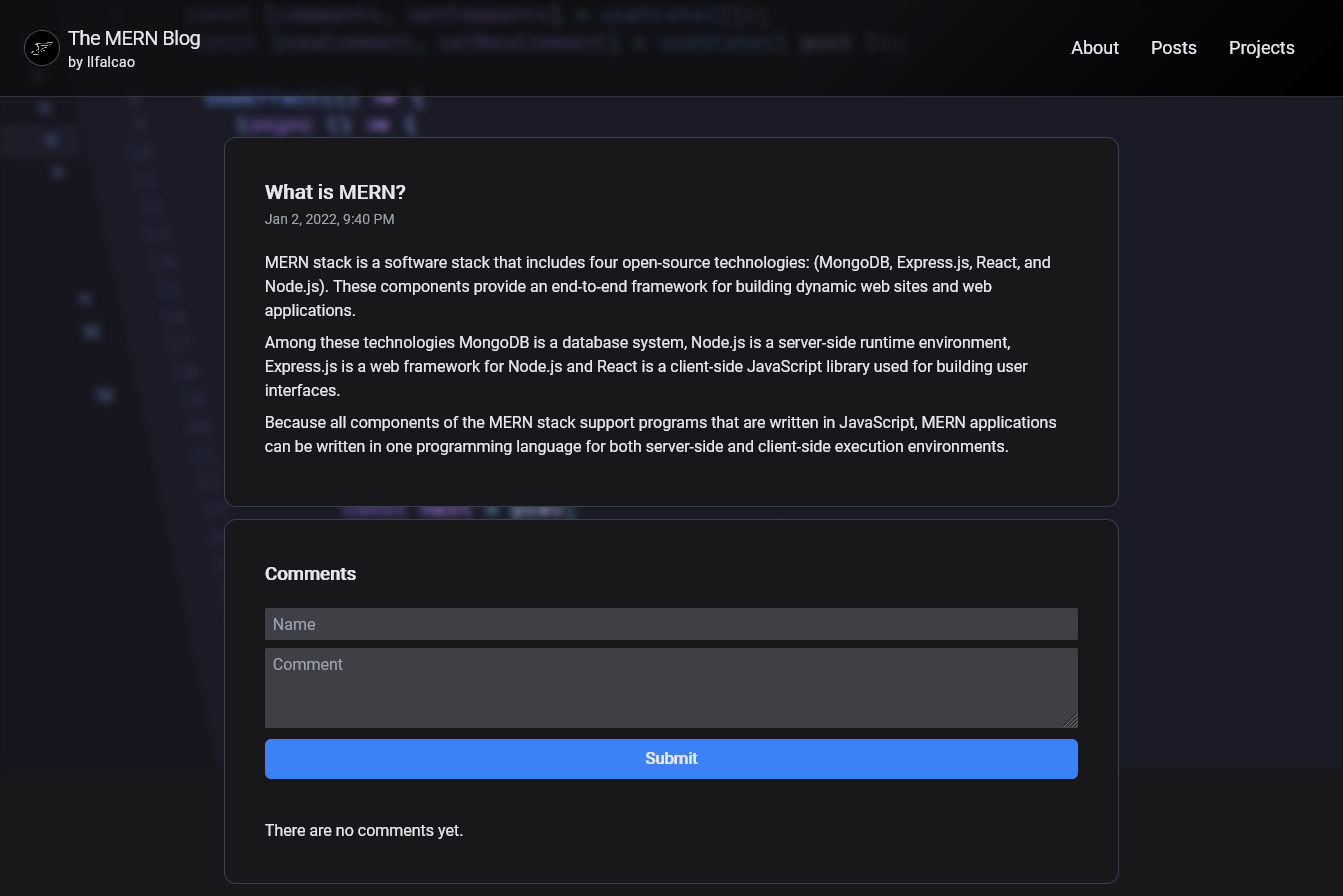 The MERN Blog
by llfalcao
About Posts Projects
useEffect(() => {
(async () => {
What is MERN?
Jan 2, 2022, 9:40 PM
MERN stack is a software stack that includes four open-source technologies: (MongoDB, Express.js, React, and
Node.js). These components provide an end-to-end framework for building dynamic web sites and web
applications.
Among these technologies MongoDB is a database system, Node.js is a server-side runtime environment,
Express.js is a web framework for Node.js and React is a client-side JavaScript library used for building user
interfaces.
Because all components of the MERN stack support programs that are written in JavaScript, MERN applications
can be written in one programming language for both server-side and client-side execution environments.
Comments
Name
Comment
Submit
There are no comments yet.